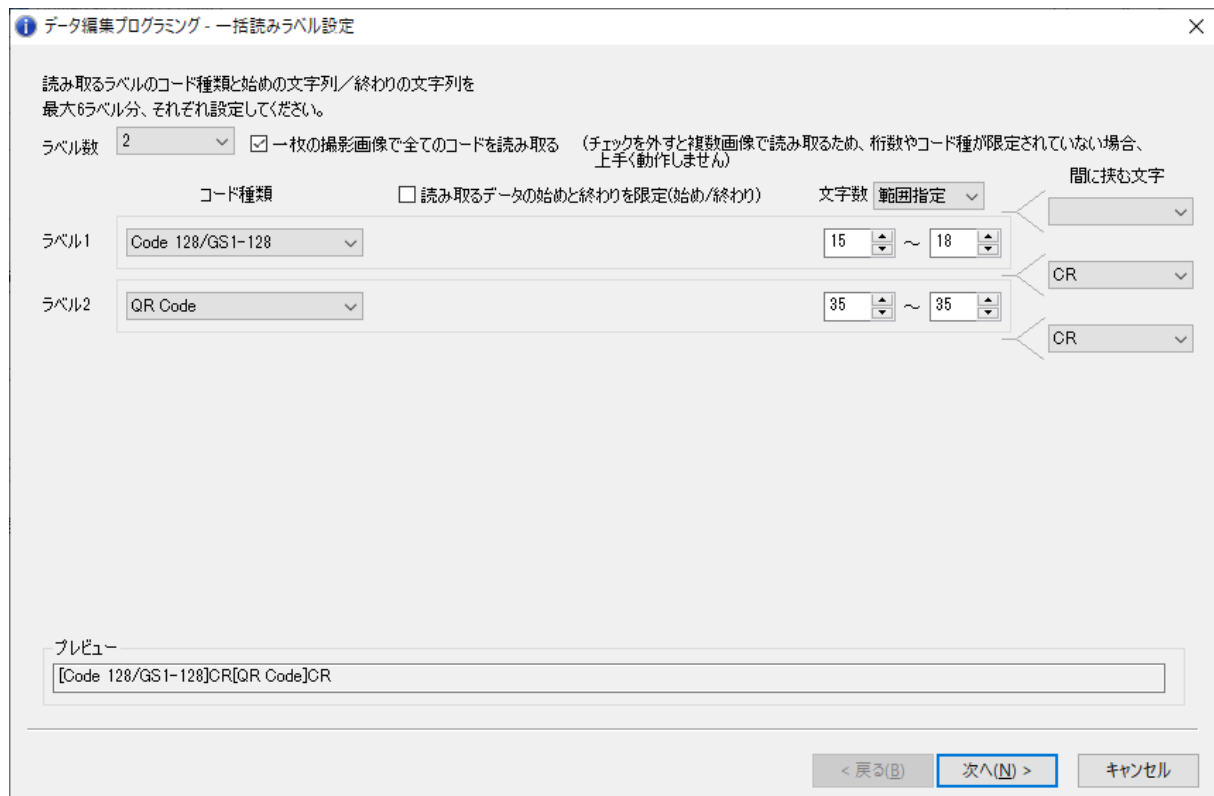 データ編集プログラミング - 一括読みラベル設定
読み取るラベルのコード種類と始めの文字列／終わりの文字列を
最大6ラベル分、それぞれ設定してください。
ラベル数 2 一枚の撮影画像で全てのコードを読み取る (チェックを外すと複数画像で読み取るため、桁数やコード種が限定されていない場合、
上手く動作しません)
間に挟む文字
コード種類 読み取るデータの始めと終わりを限定(始め/終わり) 文字数 範囲指定
ラベル1 Code 128/GS1-128 15 ～ 18
CR
ラベル2 QR Code 35 ～ 35
CR
プレビュー
[Code 128/GS1-128]CR[QR Code]CR
< 戻る(B) 次へ(N) > キャンセル